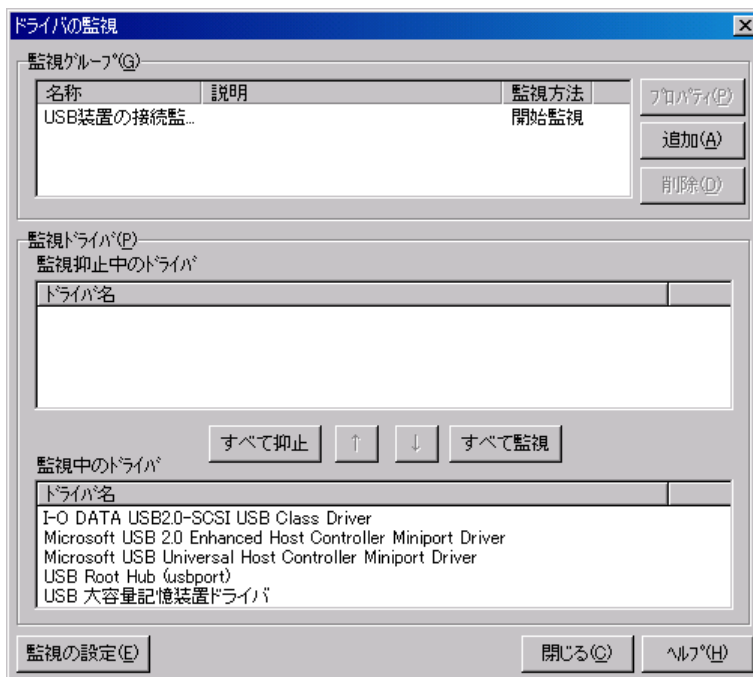 ドライバの監視
監視ｸﾞﾙｰﾌﾟ(G)
名称 説明 監視方法
USB装置の接続監... 開始監視
ﾌﾟﾛﾊﾟﾃｨ(P)
追加(A)
削除(D)
監視ﾄﾞﾗｲﾊﾞ(P)
監視抑止中のﾄﾞﾗｲﾊﾞ
ﾄﾞﾗｲﾊﾞ名
すべて抑止 ↑ ↓ すべて監視
監視中のﾄﾞﾗｲﾊﾞ
ﾄﾞﾗｲﾊﾞ名
I-O DATA USB2.0-SCSI USB Class Driver
Microsoft USB 2.0 Enhanced Host Controller Miniport Driver
Microsoft USB Universal Host Controller Miniport Driver
USB Root Hub (usbport)
USB 大容量記憶装置ドライバ
監視の設定(E) 閉じる(C) ﾍﾙﾌﾟ(H)